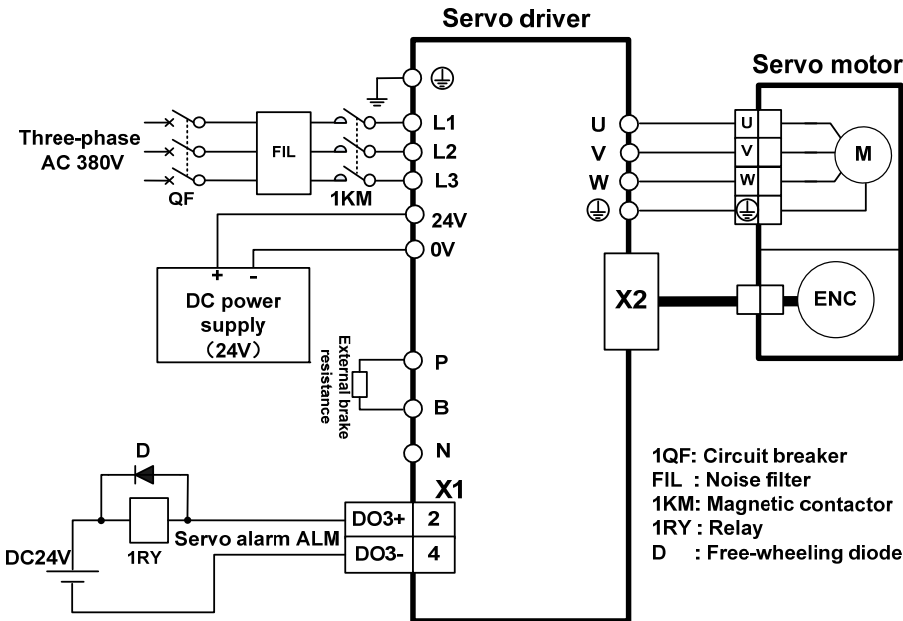 Servo driver
Servo motor
Three-phase
AC 380V
QF
FIL
1KM
L1
L2
L3
24V
0V
+ -
DC power
supply
（24V）
External brake
resistance
P
B
N
X1
D
1RY
DC24V
Servo alarm ALM
DO3+ 2
DO3- 4
U
V
W
X2
U
V
W
M
ENC
1QF: Circuit breaker
FIL : Noise filter
1KM: Magnetic contactor
1RY : Relay
D : Free-wheeling diode